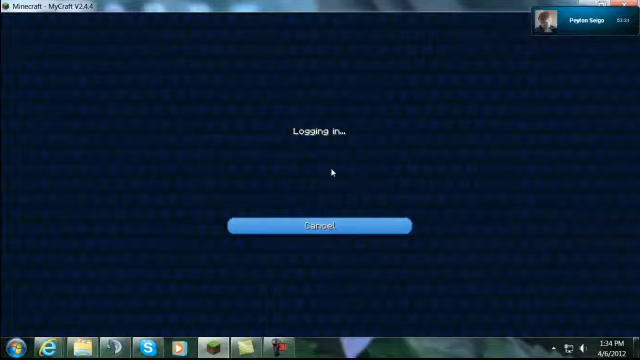 Minecraft - MyCraft V2.4.4
Peyton Seigo
Logging in...
Cancel
1:34 PM
4/6/2012